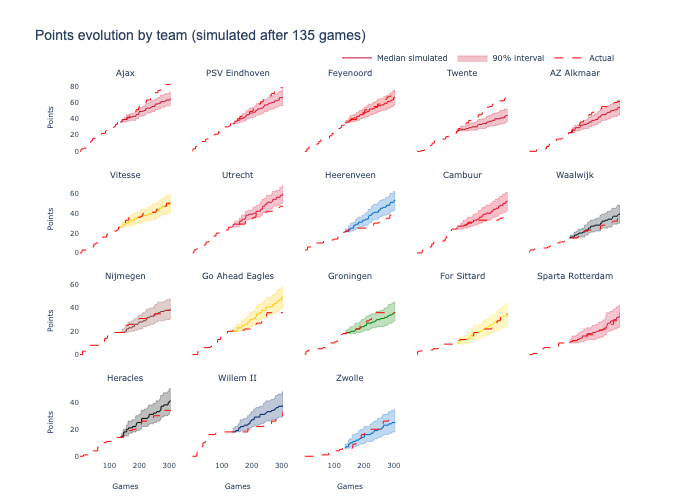 Points evolution by team (simulated after 135 games)
Median simulated 90% interval Actual
Ajax PSV Eindhoven Feyenoord Twente AZ Alkmaar
80
60
40
20
0
Points
Vitesse Utrecht Heerenveen Cambuur Waalwijk
60
40
20
0
Points
Nijmegen Go Ahead Eagles Groningen For Sittard Sparta Rotterdam
60
40
20
0
Points
Heracles Willem II Zwolle
40
20
0
Points
100 200 300 100 200 300 100 200 300
Games Games Games